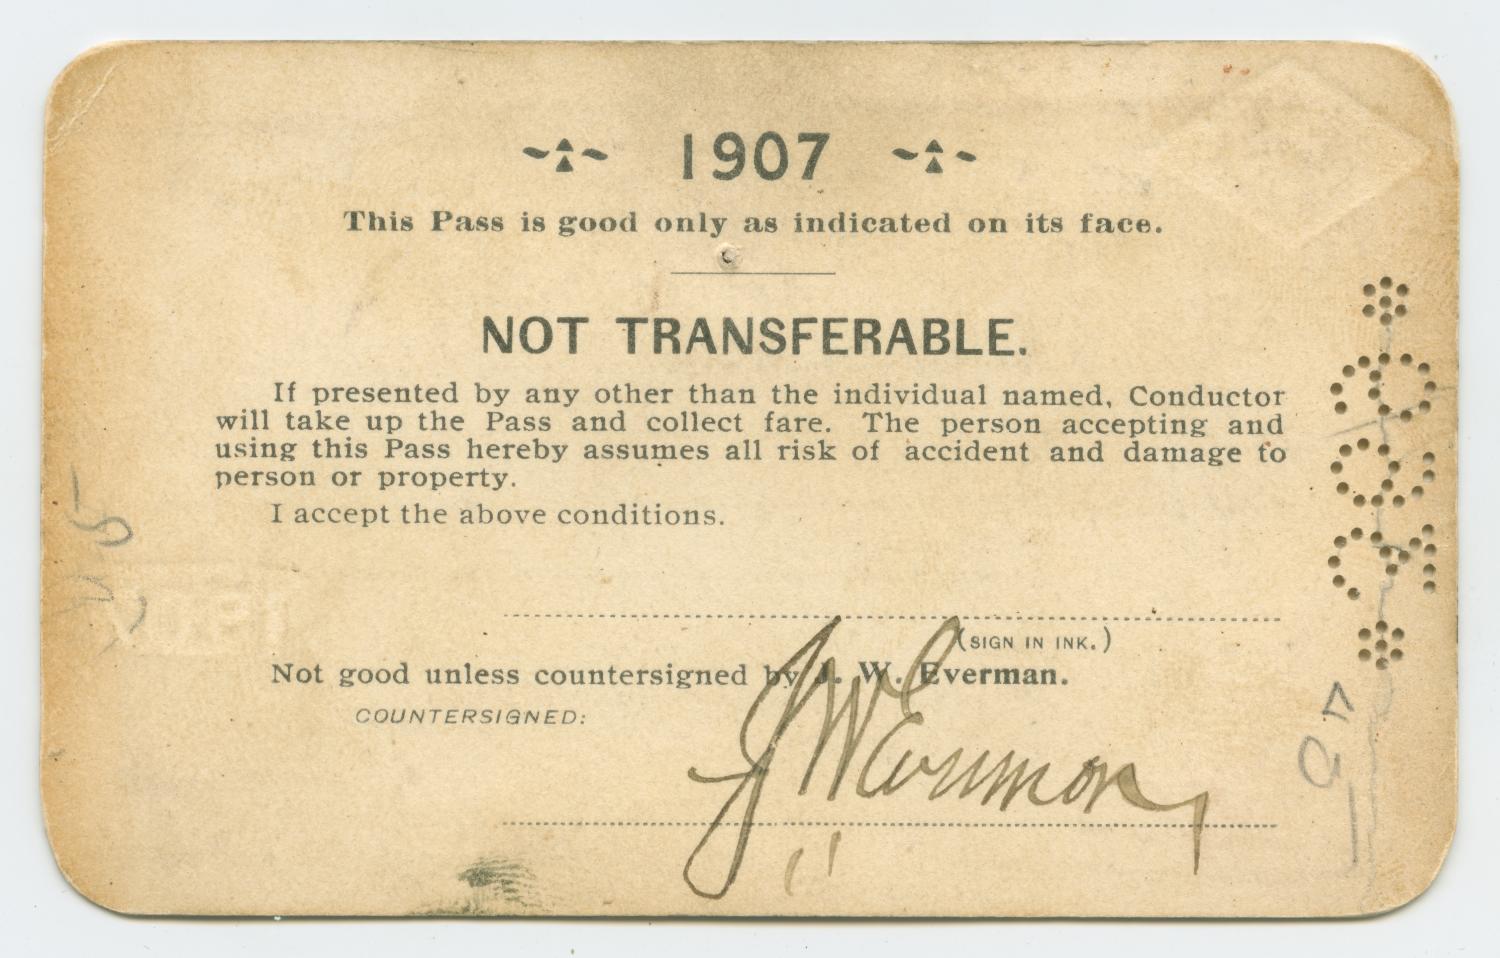 1907
This Pass is good only as indicated on its face.
NOT TRANSFERABLE.
If presented by any other than the individual named, Conductor
will take up the Pass and collect fare. The person accepting and
using this Pass hereby assumes all risk of accident and damage to
person or property.
I accept the above conditions.
(SIGN IN INK.)
Not good unless countersigned by J. W. Everman.
COUNTERSIGNED:
J W Everman